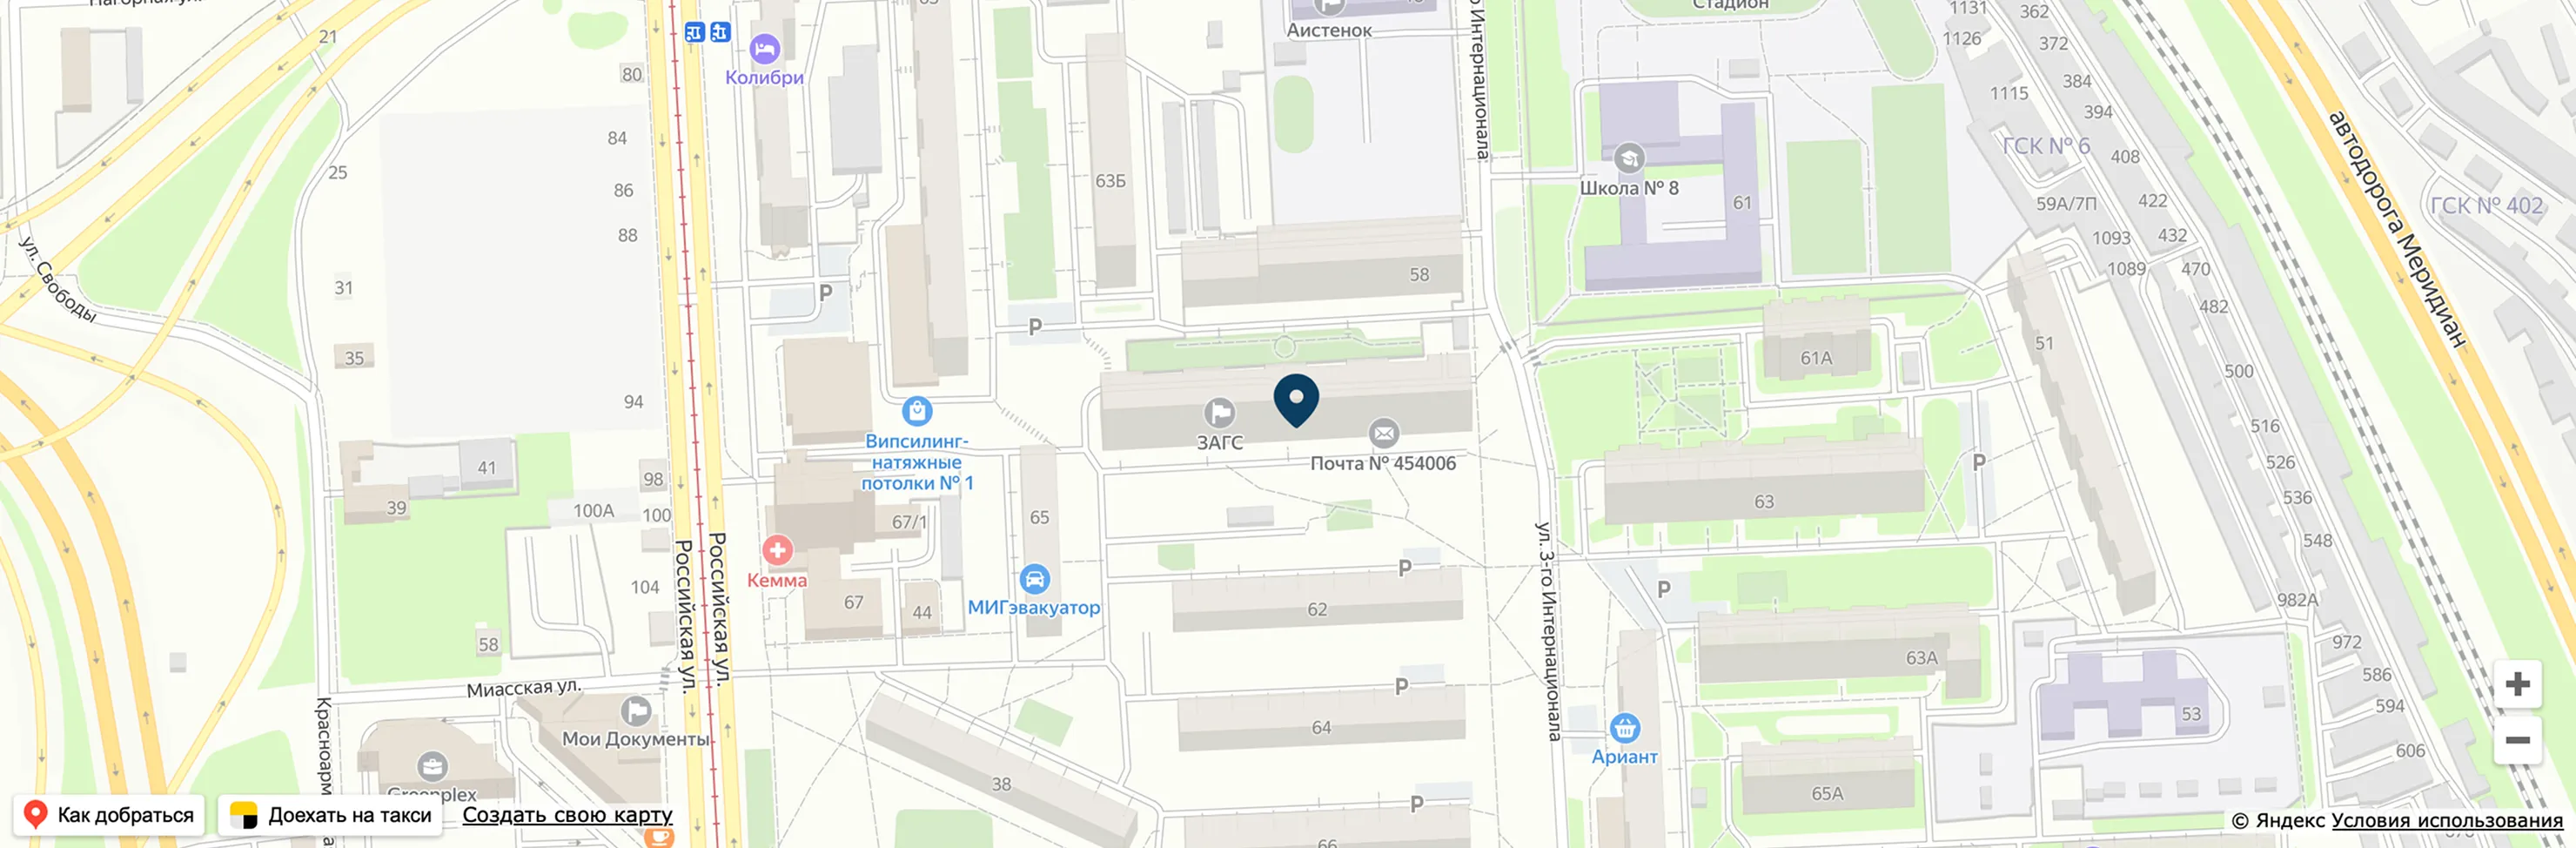 21
80
84
25
86
88
ул. Свободы
31
35
94
41
39
98
100А
100
104
58
Миасская ул.
Российская ул.
Российская ул.
Мои Документы
Greenplex
Колибри
63Б
P
P
Випсилинг-
натяжные
потолки № 1
67/1
65
Кемма
67
44
МИГэвакуатор
38
Аистенок
58
ЗАГС
Почта № 454006
P
62
P
64
P
66
ул. 3-го Интернационала
Стадион
Школа № 8
61
61А
51
63
P
P
63А
53
65А
Ариант
1131
362
1126
372
384
1115
394
ГСК № 6
408
59А/7П
422
1093
432
1089
470
482
500
516
526
536
548
982А
972
586
594
606
автодорога Меридиан
ГСК № 402
Как добраться
Доехать на такси
Создать свою карту
© Яндекс Условия использования